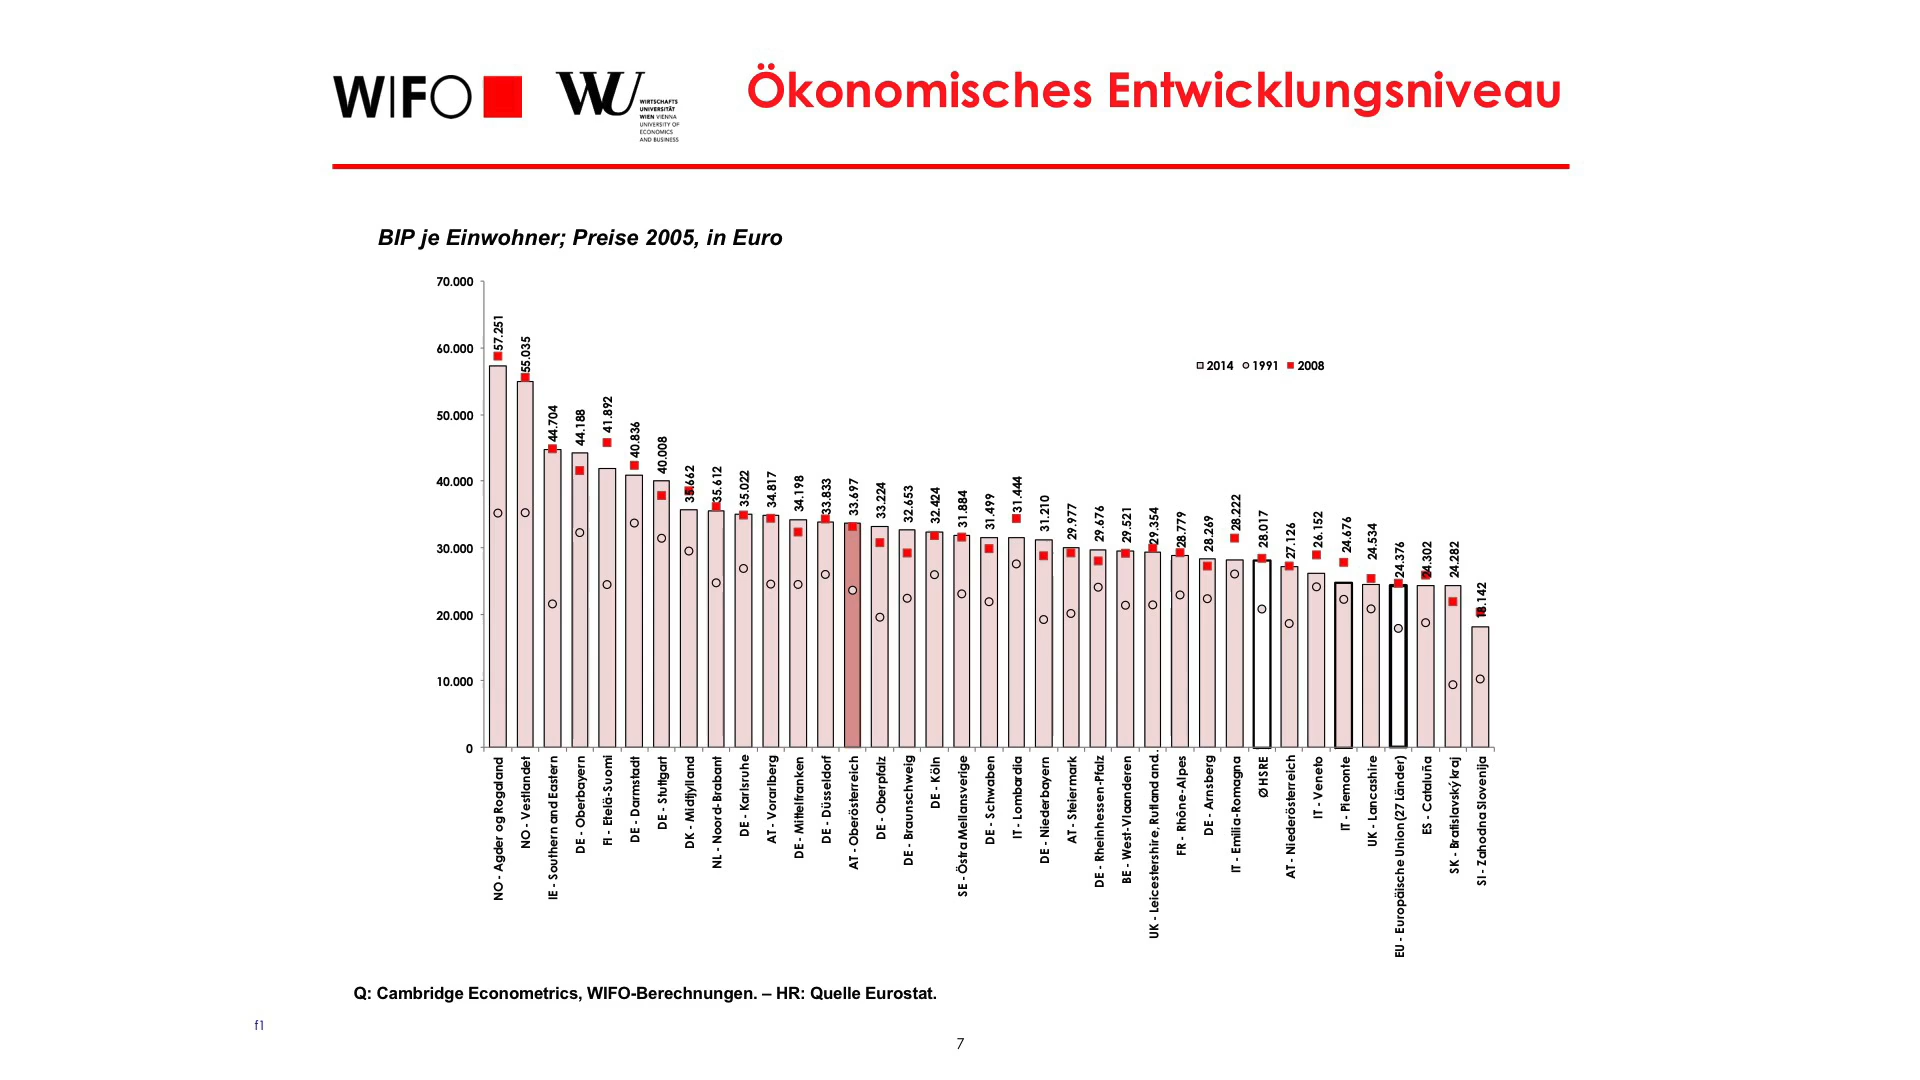 WIFO
WU
WIRTSCHAFTS
UNIVERSITÄT
WIEN VIENNA
UNIVERSITY OF
ECONOMICS
AND BUSINESS
Ökonomisches Entwicklungsniveau
BIP je Einwohner; Preise 2005, in Euro
70.000
60.000
50.000
40.000
30.000
20.000
10.000
0
2014 1991 2008
57.251
55.035
44.704
44.188
41.892
40.836
40.008
35.662
35.612
35.022
34.817
34.198
33.833
33.697
33.224
32.653
32.424
31.884
31.499
31.444
31.210
29.977
29.676
29.521
29.354
28.779
28.269
28.222
28.017
27.126
26.152
24.676
24.534
24.376
24.302
24.282
18.142
NO - Agder og Rogaland
NO - Vestlandet
IE - Southern and Eastern
DE - Oberbayern
FI - Etelä-Suomi
DE - Darmstadt
DE - Stuttgart
DK - Midtjylland
NL - Noord-Brabant
DE - Karlsruhe
AT - Vorarlberg
DE - Mittelfranken
DE - Düsseldorf
AT - Oberösterreich
DE - Oberpfalz
DE - Braunschweig
DE - Köln
SE - Östra Mellansverige
DE - Schwaben
IT - Lombardia
DE - Niederbayern
AT - Steiermark
DE - Rheinhessen-Pfalz
BE - West-Vlaanderen
UK - Leicestershire, Rutland and.
FR - Rhône-Alpes
DE - Arnsberg
IT - Emilia-Romagna
Ø HSRE
AT - Niederösterreich
IT - Veneto
IT - Piemonte
UK - Lancashire
EU - Europäische Union (27 Länder)
ES - Cataluña
SK - Bratislavský kraj
SI - Zahodna Slovenija
Q: Cambridge Econometrics, WIFO-Berechnungen. – HR: Quelle Eurostat.
f1
7